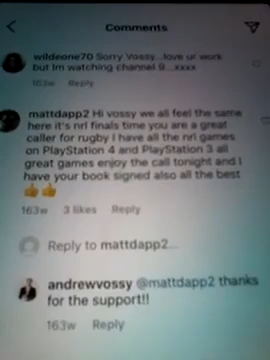 Comments
wildeone70 Sorry Vossy...love ur work
but Im watching channel 9...xxxx
163w Reply
mattdapp2 Hi vossy we all feel the same
here it's nrl finals time you are a great
caller for rugby I have all the nrl games
on PlayStation 4 and PlayStation 3 all
great games enjoy the call tonight and I
have your book signed also all the best
👍👍
163w 3 likes Reply
Reply to mattdapp2...
andrewvossy @mattdapp2 thanks
for the support!!
163w Reply